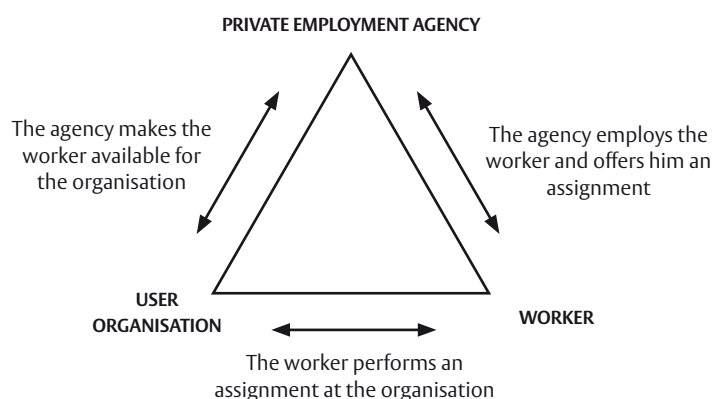 PRIVATE EMPLOYMENT AGENCY
The agency makes the
worker available for
the organisation
The agency employs the
worker and offers him an
assignment
USER
ORGANISATION
WORKER
The worker performs an
assignment at the organisation